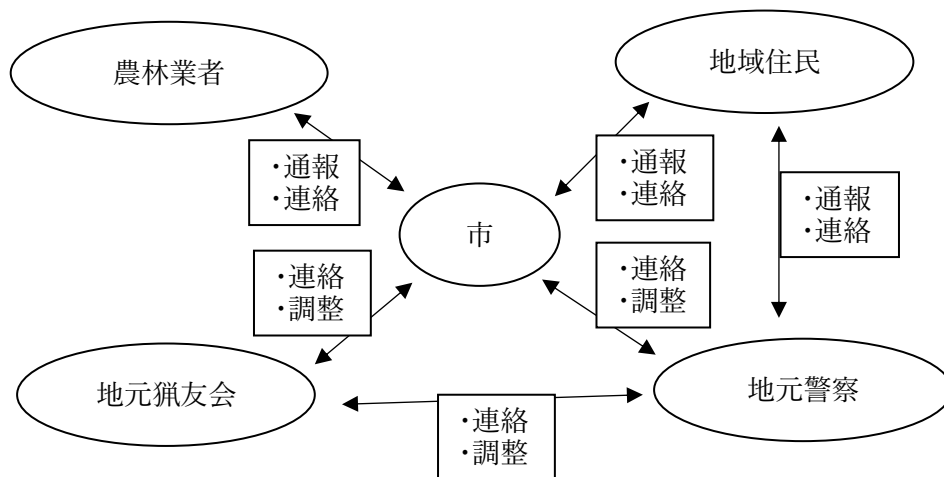 農林業者
地域住民
・通報
・連絡
・通報
・連絡
・通報
・連絡
市
・連絡
・調整
・連絡
・調整
地元猟友会
地元警察
・連絡
・調整